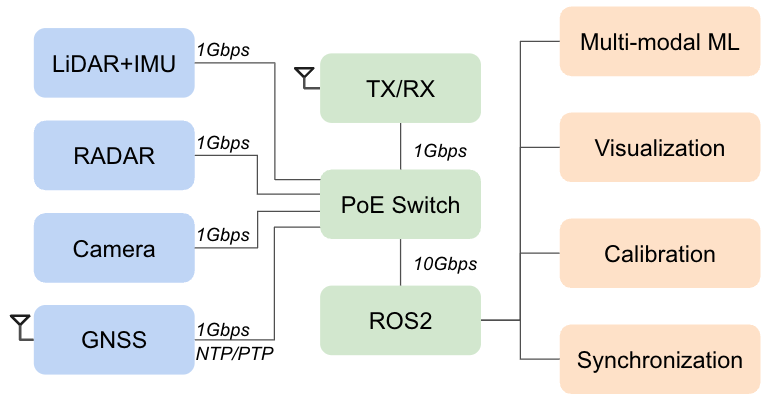 LiDAR+IMU
1Gbps
RADAR
1Gbps
Camera
1Gbps
GNSS
1Gbps
NTP/PTP
TX/RX
1Gbps
PoE Switch
10Gbps
ROS2
Multi-modal ML
Visualization
Calibration
Synchronization